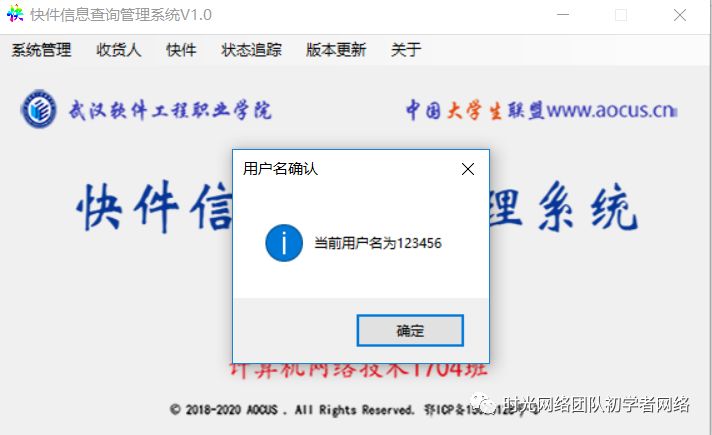 快件信息查询管理系统V1.0
系统管理 收货人 快件 状态追踪 版本更新 关于
武汉软件工程职业学院 中国大学生联盟www.aocus.cn
用户名确认
快件信 理系统
当前用户名为123456
确定
计算机网络技术1704班
© 2018-2020 AOCUS . All Rights Reserved. 鄂ICP备
时光网络团队初学者网络